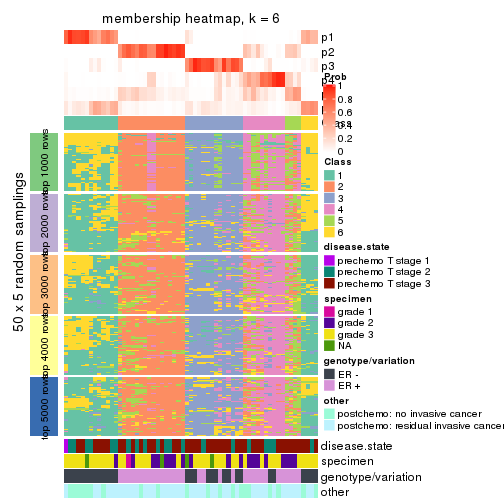 membership heatmap, k = 6
p1
p2
p3
p4
Prob
1
0.8
0.6
0.4
0.2
0
Class
1
2
3
4
5
6
50 x 5 random samplings
top 1000 rows
top 2000 rows
top 3000 rows
top 4000 rows
top 5000 rows
disease.state
prechemo T stage 1
prechemo T stage 2
prechemo T stage 3
specimen
grade 1
grade 2
grade 3
NA
genotype/variation
ER -
ER +
other
postchemo: no invasive cancer
postchemo: residual invasive cancer
disease.state
specimen
genotype/variation
other